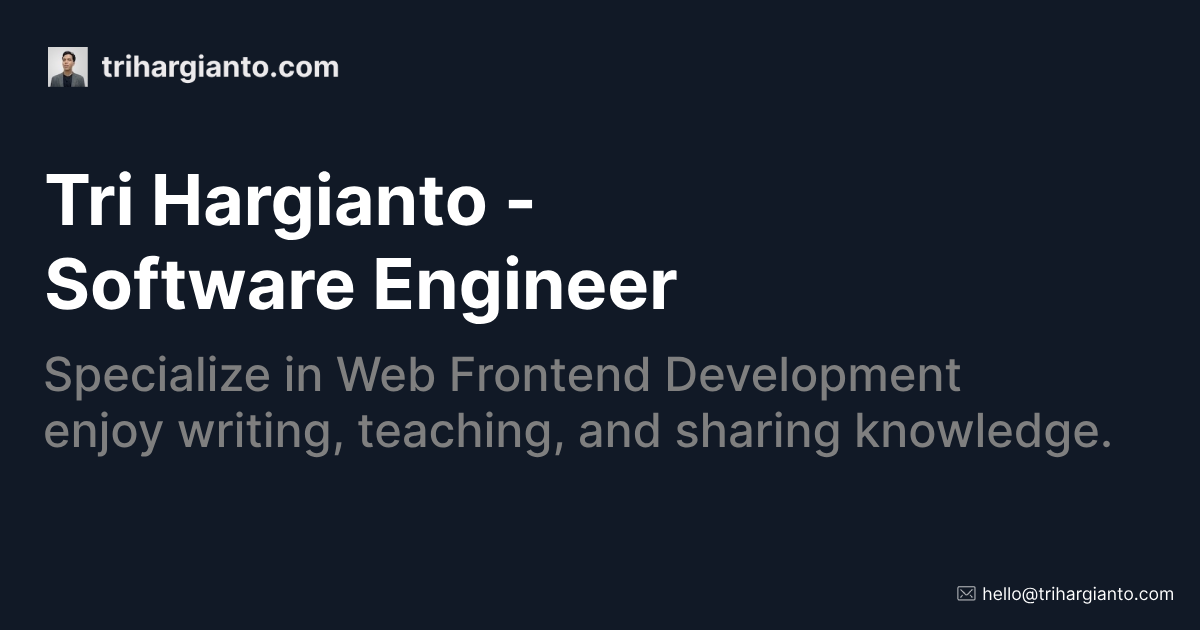 trihargianto.com
Tri Hargianto -
Software Engineer
Specialize in Web Frontend Development
enjoy writing, teaching, and sharing knowledge.
hello@trihargianto.com